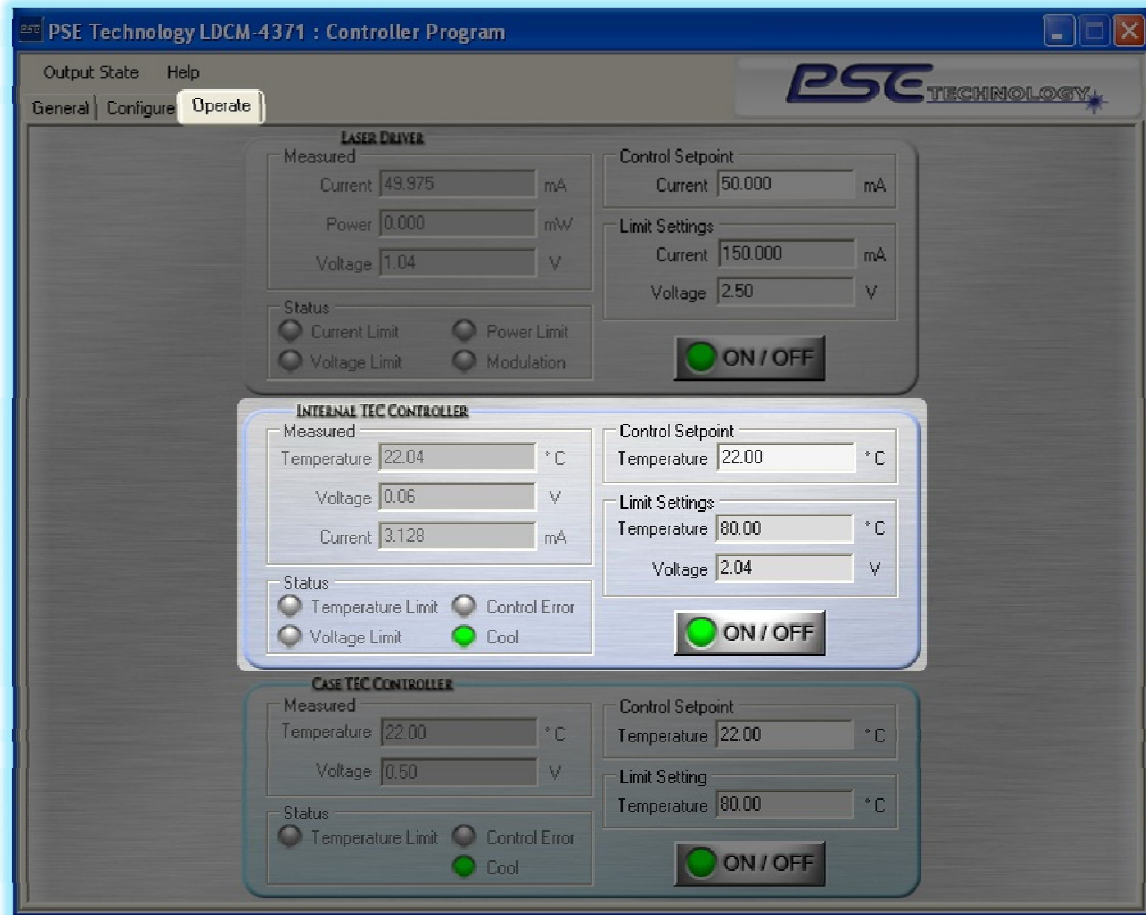 PSE PSE Technology LDCM-4371 : Controller Program
Output State Help
PSE TECHNOLOGY
General Configure Operate
LASER DRIVER
Measured
Current 49.975 mA
Power 0.000 mW
Voltage 1.04 V
Status
Current Limit Power Limit
Voltage Limit Modulation
Control Setpoint
Current 50.000 mA
Limit Settings
Current 150.000 mA
Voltage 2.50 V
ON / OFF
INTERNAL TEC CONTROLLER
Measured
Temperature 22.04 °C
Voltage 0.06 V
Current 3.128 mA
Status
Temperature Limit Control Error
Voltage Limit Cool
Control Setpoint
Temperature 22.00 °C
Limit Settings
Temperature 80.00 °C
Voltage 2.04 V
ON / OFF
CASE TEC CONTROLLER
Measured
Temperature 22.00 °C
Voltage 0.50 V
Status
Temperature Limit Control Error
Cool
Control Setpoint
Temperature 22.00 °C
Limit Setting
Temperature 80.00 °C
ON / OFF